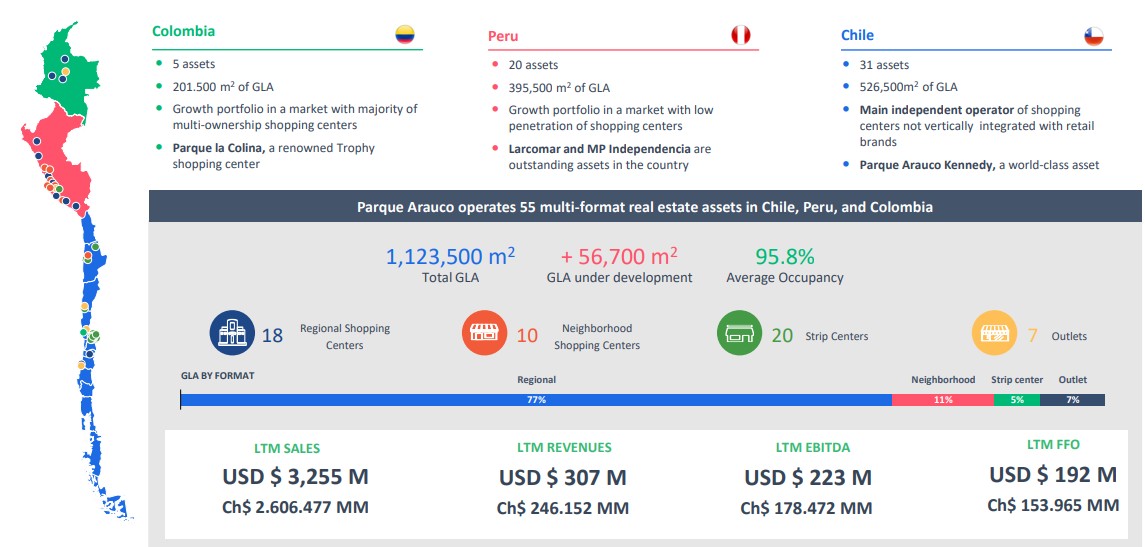 Colombia
5 assets
201.500 m² of GLA
Growth portfolio in a market with majority of
multi-ownership shopping centers
Parque la Colina, a renowned Trophy
shopping center
Peru
20 assets
395,500 m² of GLA
Growth portfolio in a market with low
penetration of shopping centers
Larcomar and MP Independencia are
outstanding assets in the country
Chile
31 assets
526,500m² of GLA
Main independent operator of shopping
centers not vertically integrated with retail
brands
Parque Arauco Kennedy, a world-class asset
Parque Arauco operates 55 multi-format real estate assets in Chile, Peru, and Colombia
1,123,500 m²
Total GLA
+ 56,700 m²
GLA under development
95.8%
Average Occupancy
18
Regional Shopping
Centers
10
Neighborhood
Shopping Centers
20
Strip Centers
7
Outlets
GLA BY FORMAT
Regional
Neighborhood
Strip center
Outlet
77%
11%
5%
7%
LTM SALES
USD $ 3,255 M
Ch$ 2.606.477 MM
LTM REVENUES
USD $ 307 M
Ch$ 246.152 MM
LTM EBITDA
USD $ 223 M
Ch$ 178.472 MM
LTM FFO
USD $ 192 M
Ch$ 153.965 MM